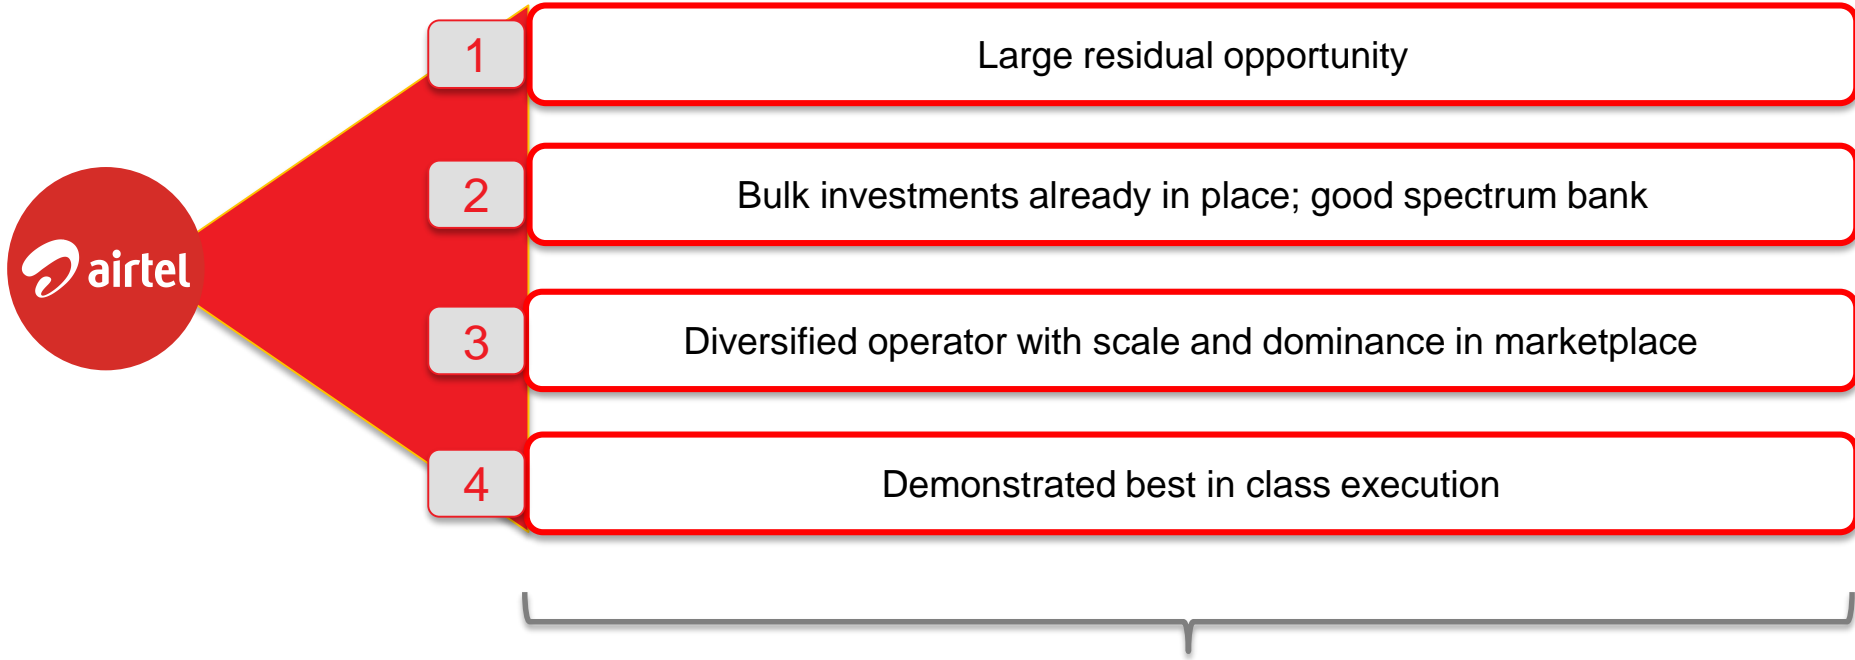 1
Large residual opportunity
2
Bulk investments already in place; good spectrum bank
airtel
3
Diversified operator with scale and dominance in marketplace
4
Demonstrated best in class execution